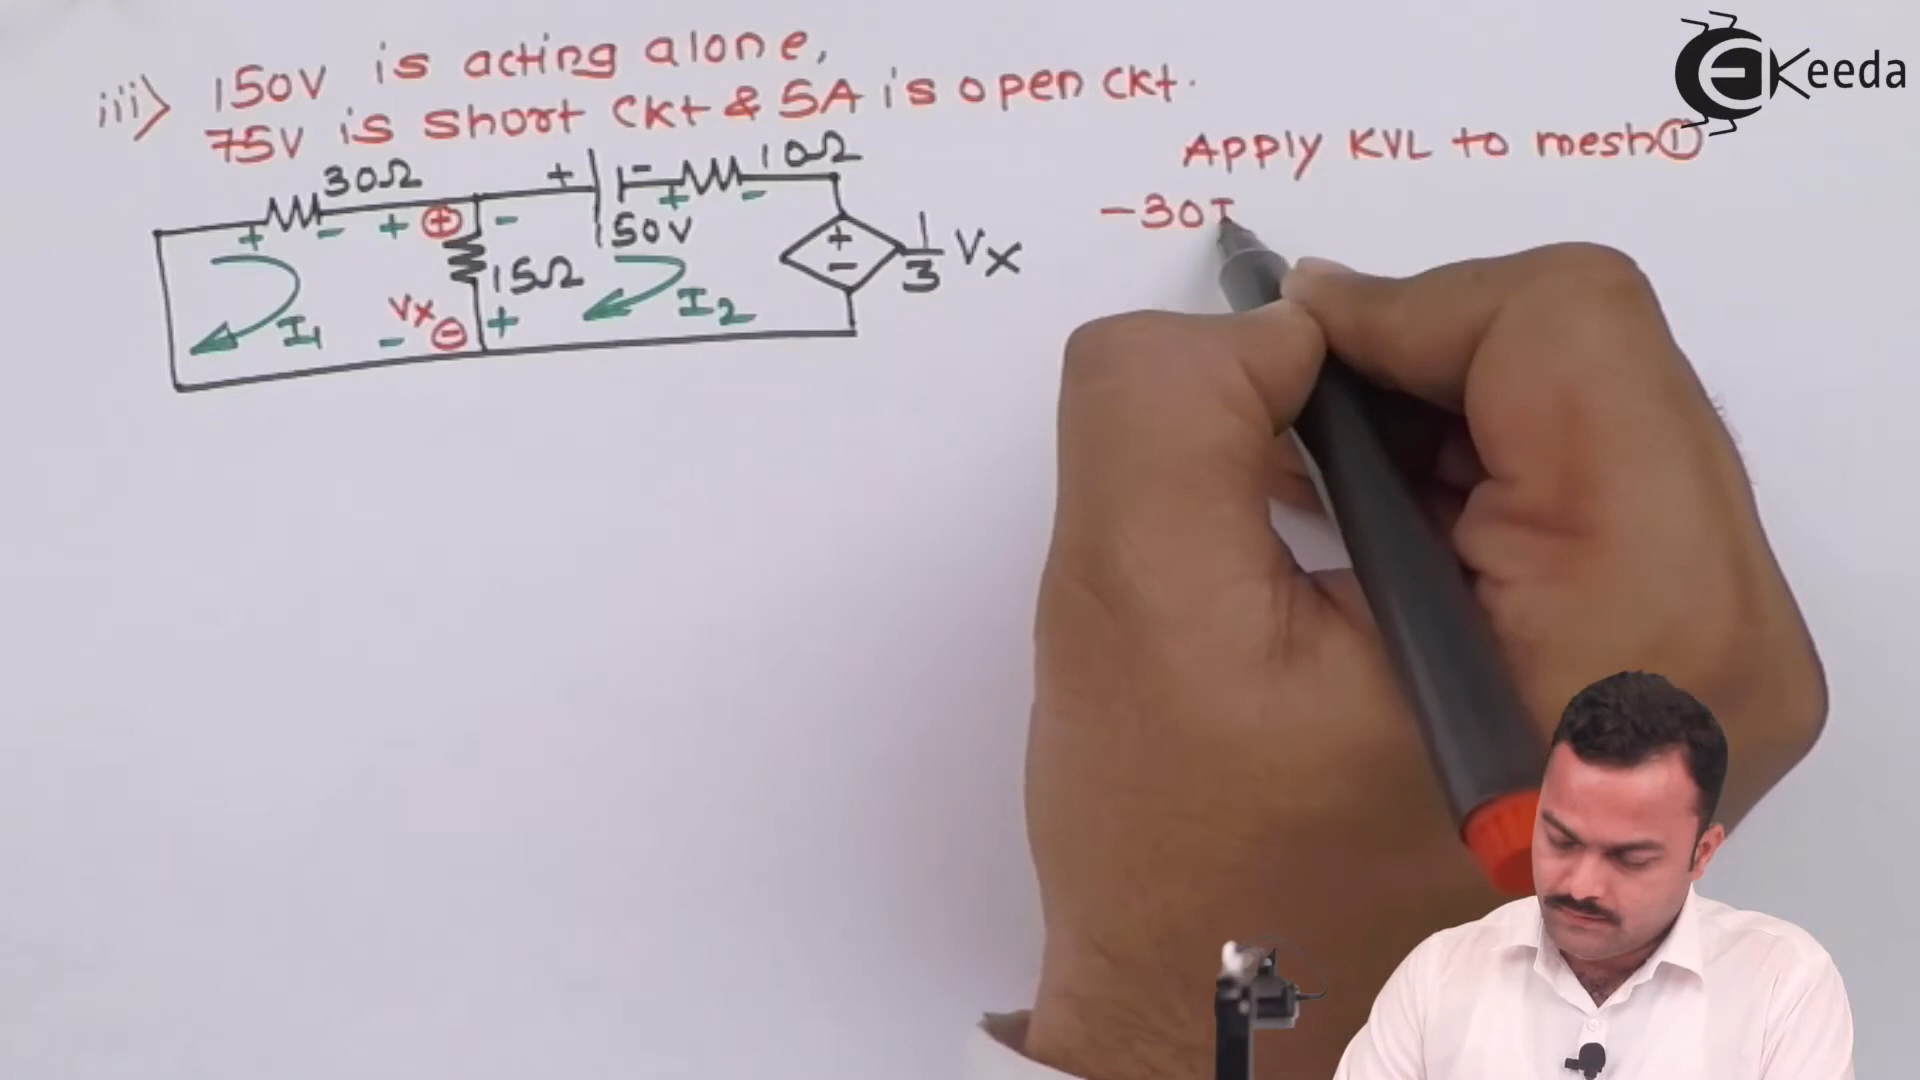 iii) 150V is acting alone,
75V is short ckt & 5A is open ckt.
EKeeda
Apply KVL to mesh①
-30I
30Ω
10Ω
+ - + + - + - + -
150V
15Ω
+ -
1/3 Vx
I1
Vx
- - +
I2